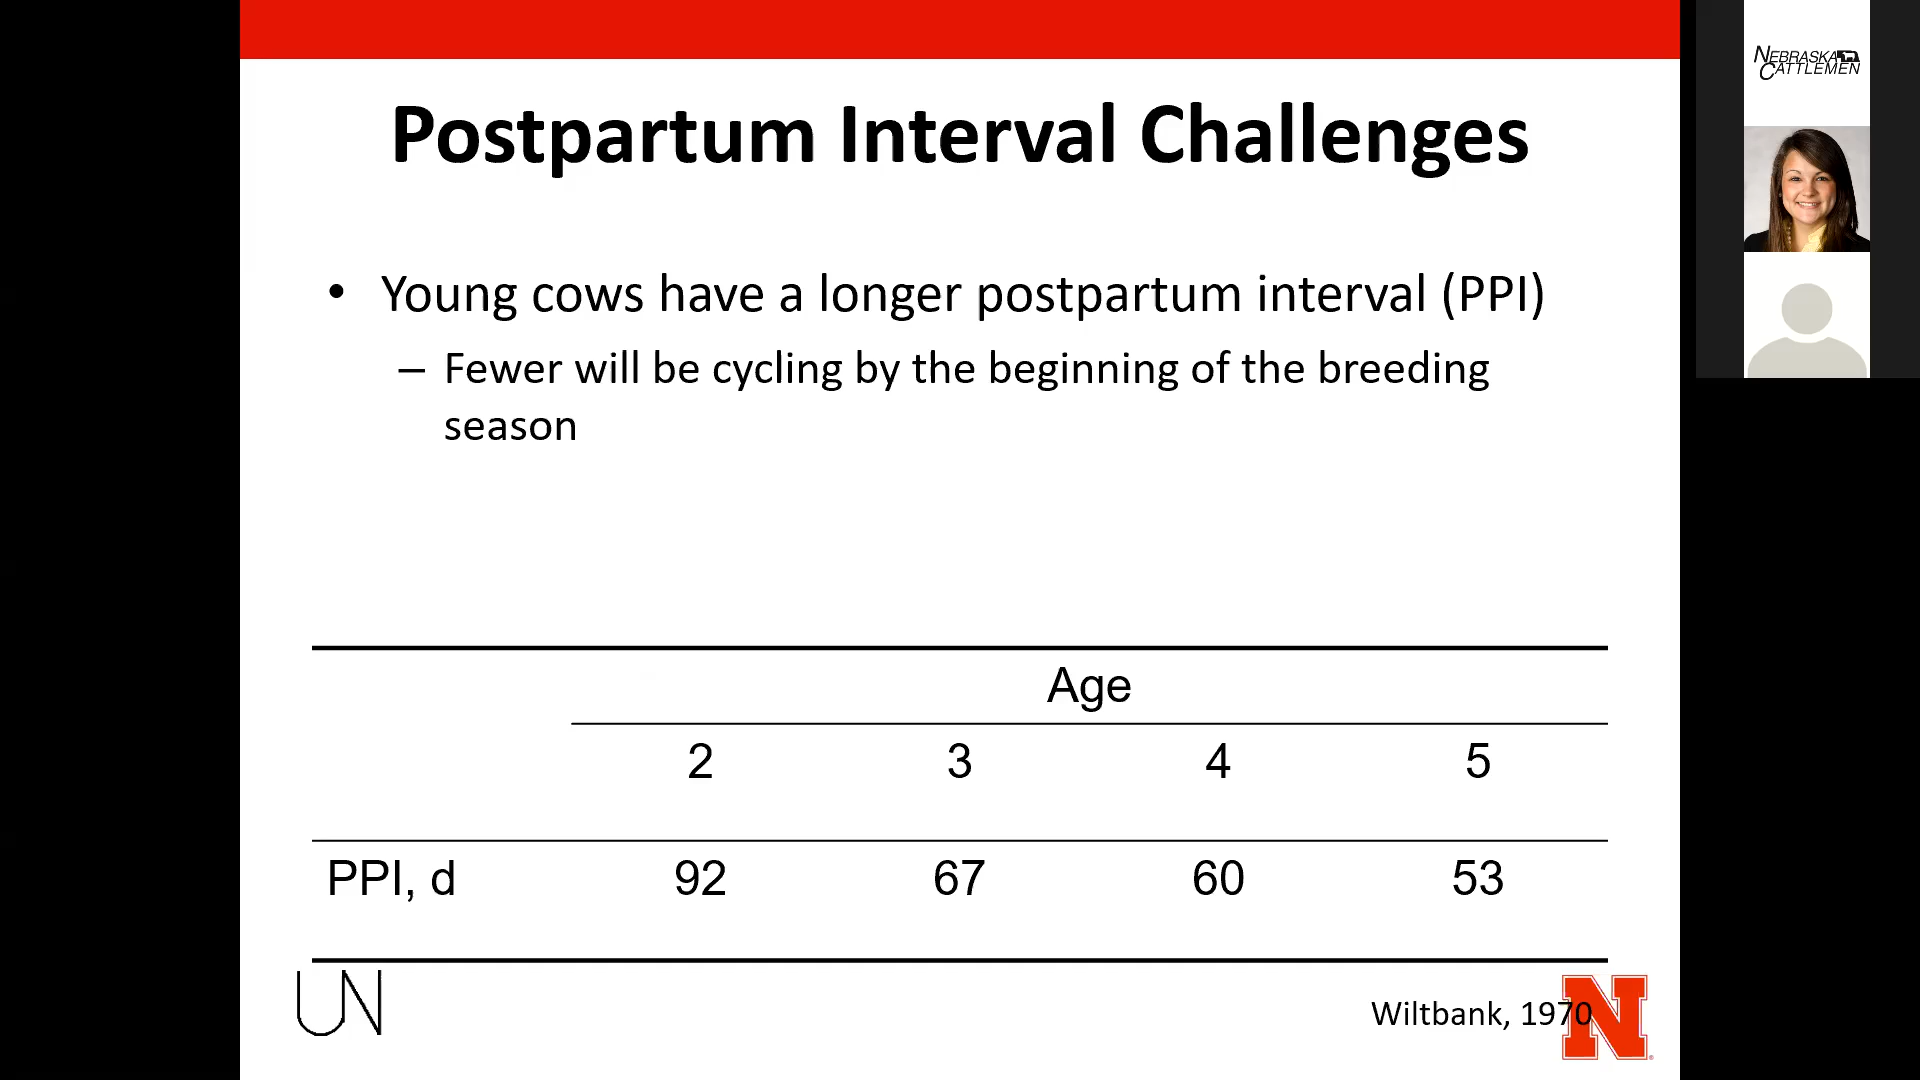 Postpartum Interval Challenges
• Young cows have a longer postpartum interval (PPI)
– Fewer will be cycling by the beginning of the breeding
season
Age
2 3 4 5
PPI, d 92 67 60 53
UN
Wiltbank, 1970
N
NEBRASKA
CATTLEMEN